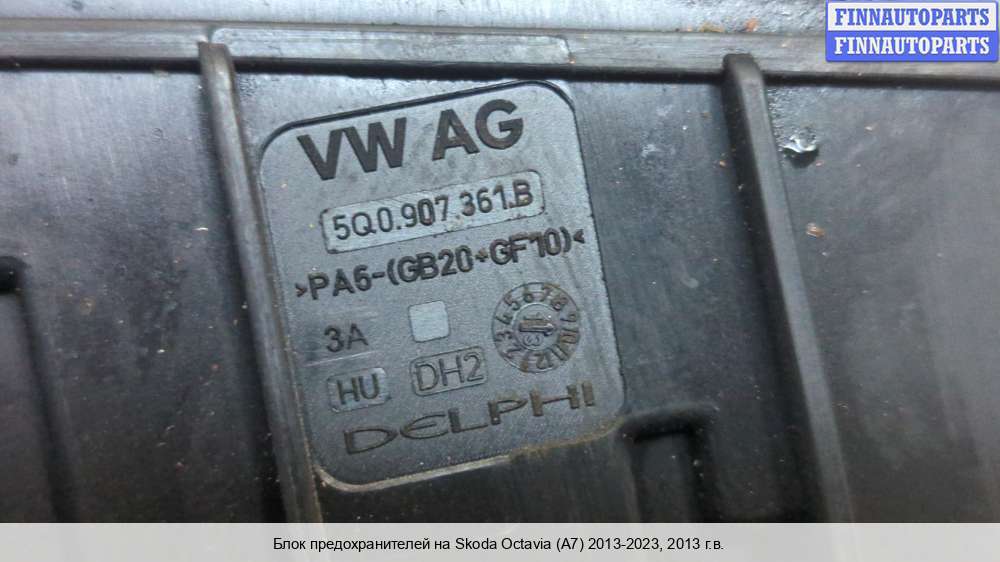 FINNAUTOPARTS
FINNAUTOPARTS
VW AG
5Q0.907.361.B
>PA6-(GB20+GF10)<
3A
HU
DH2
DELPHI
Блок предохранителей на Skoda Octavia (A7) 2013-2023, 2013 г.в.